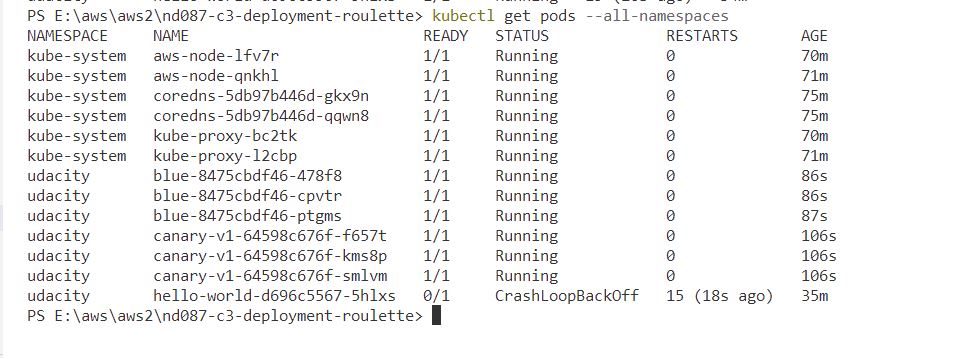 PS E:\aws\aws2\nd087-c3-deployment-roulette> kubectl get pods --all-namespaces
NAMESPACE     NAME                          READY   STATUS             RESTARTS       AGE
kube-system   aws-node-lfv7r                1/1     Running            0              70m
kube-system   aws-node-qnkhl                1/1     Running            0              71m
kube-system   coredns-5db97b446d-gkx9n      1/1     Running            0              75m
kube-system   coredns-5db97b446d-qqwn8      1/1     Running            0              75m
kube-system   kube-proxy-bc2tk              1/1     Running            0              70m
kube-system   kube-proxy-l2cbp              1/1     Running            0              71m
udacity       blue-8475cbdf46-478f8         1/1     Running            0              86s
udacity       blue-8475cbdf46-cpvtr         1/1     Running            0              86s
udacity       blue-8475cbdf46-ptgms         1/1     Running            0              87s
udacity       canary-v1-64598c676f-f657t    1/1     Running            0              106s
udacity       canary-v1-64598c676f-kms8p    1/1     Running            0              106s
udacity       canary-v1-64598c676f-smlvm    1/1     Running            0              106s
udacity       hello-world-d696c5567-5hlxs   0/1     CrashLoopBackOff   15 (18s ago)   35m
PS E:\aws\aws2\nd087-c3-deployment-roulette>